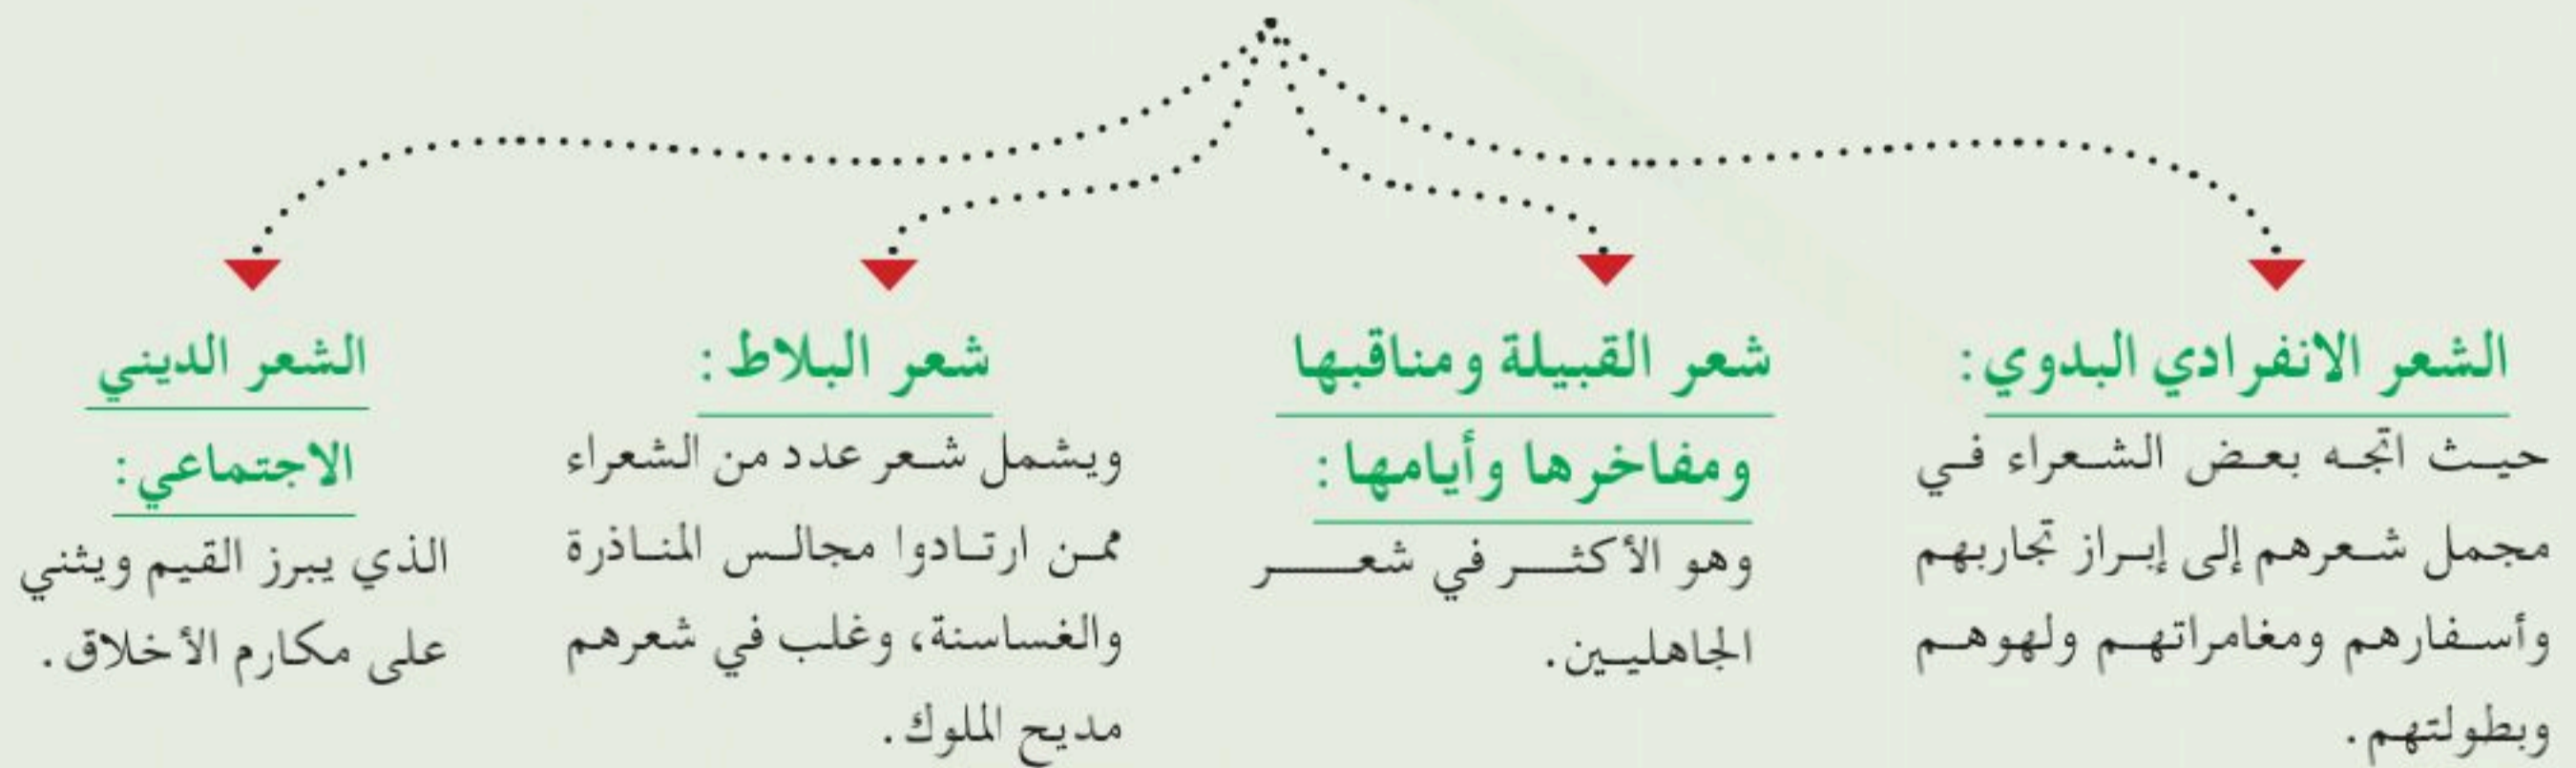 الشعر الانفرادي البدوي:
حيث اتجه بعض الشعراء في
مجمل شعرهم إلى إبراز تجاربهم
وأسفارهم ومغامراتهم ولهوهم
وبطولتهم.
شعر القبيلة ومناقبها
ومفاخرها وأيامها:
وهو الأكثر في شعر
الجاهليين.
شعر البلاط:
ويشمل شعر عدد من الشعراء
ممن ارتادوا مجالس المناذرة
والغساسنة، وغلب في شعرهم
مديح الملوك.
الشعر الديني
الاجتماعي:
الذي يبرز القيم ويثني
على مكارم الأخلاق.